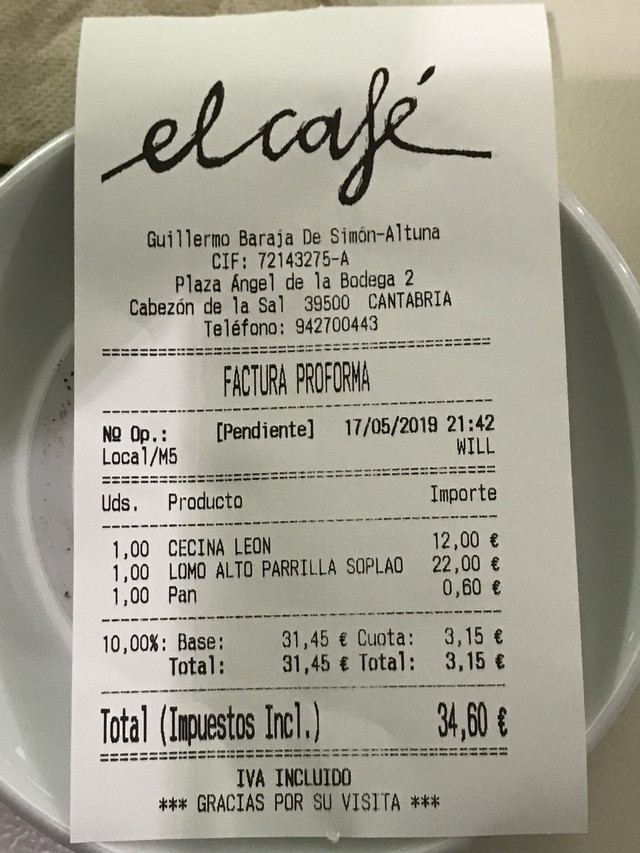 el café
Guillermo Baraja De Simón-Altuna
CIF: 72143275-A
Plaza Ángel de la Bodega 2
Cabezón de la Sal 39500 CANTABRIA
Teléfono: 942700443
FACTURA PROFORMA
Nº Op.: [Pendiente] 17/05/2019 21:42
Local/M5 WILL
Uds. Producto Importe
1,00 CECINA LEON 12,00 €
1,00 LOMO ALTO PARRILLA SOPLAO 22,00 €
1,00 Pan 0,60 €
10,00%: Base: 31,45 € Cuota: 3,15 €
Total: 31,45 € Total: 3,15 €
Total (Impuestos Incl.) 34,60 €
IVA INCLUIDO
*** GRACIAS POR SU VISITA ***